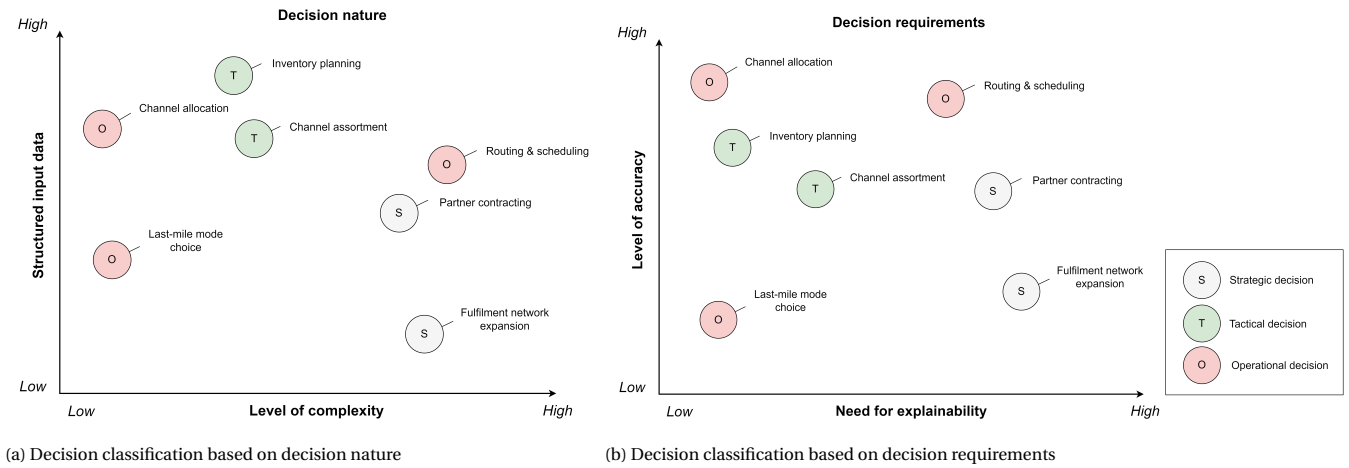 Decision nature
High
T
Inventory planning
O
Channel allocation
T
Channel assortment
O
Routing & scheduling
S
Partner contracting
O
Last-mile mode
choice
S
Fulfilment network
expansion
Structured input data
Low
Low
Level of complexity
High
(a) Decision classification based on decision nature
Decision requirements
High
O
Channel allocation
O
Routing & scheduling
T
Inventory planning
T
Channel assortment
S
Partner contracting
S
Fulfilment network
expansion
O
Last-mile mode
choice
Level of accuracy
Low
Low
Need for explainability
High
S
Strategic decision
T
Tactical decision
O
Operational decision
(b) Decision classification based on decision requirements